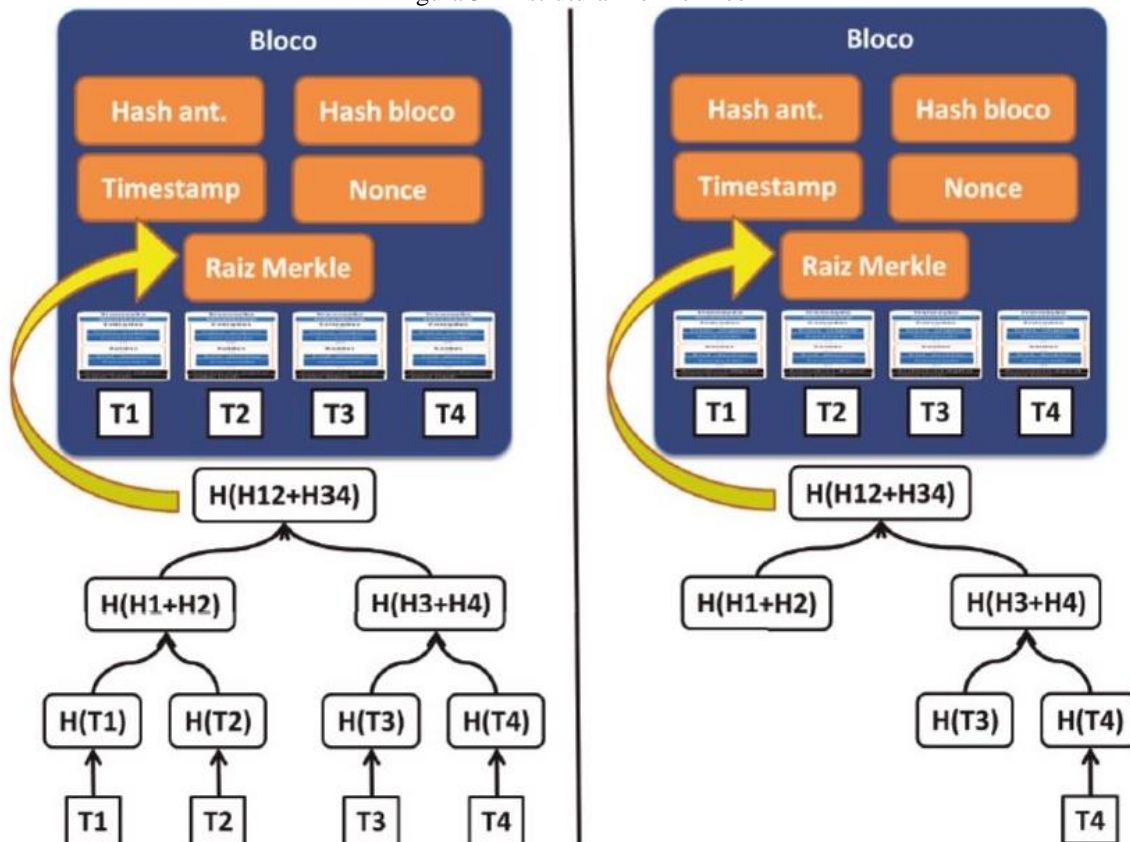 Bloco
Hash ant. Hash bloco
Timestamp Nonce
Raiz Merkle
T1 T2 T3 T4
H(H12+H34)
H(H1+H2) H(H3+H4)
H(T1) H(T2) H(T3) H(T4)
T1 T2 T3 T4
Bloco
Hash ant. Hash bloco
Timestamp Nonce
Raiz Merkle
T1 T2 T3 T4
H(H12+H34)
H(H1+H2) H(H3+H4)
H(T3) H(T4)
T4